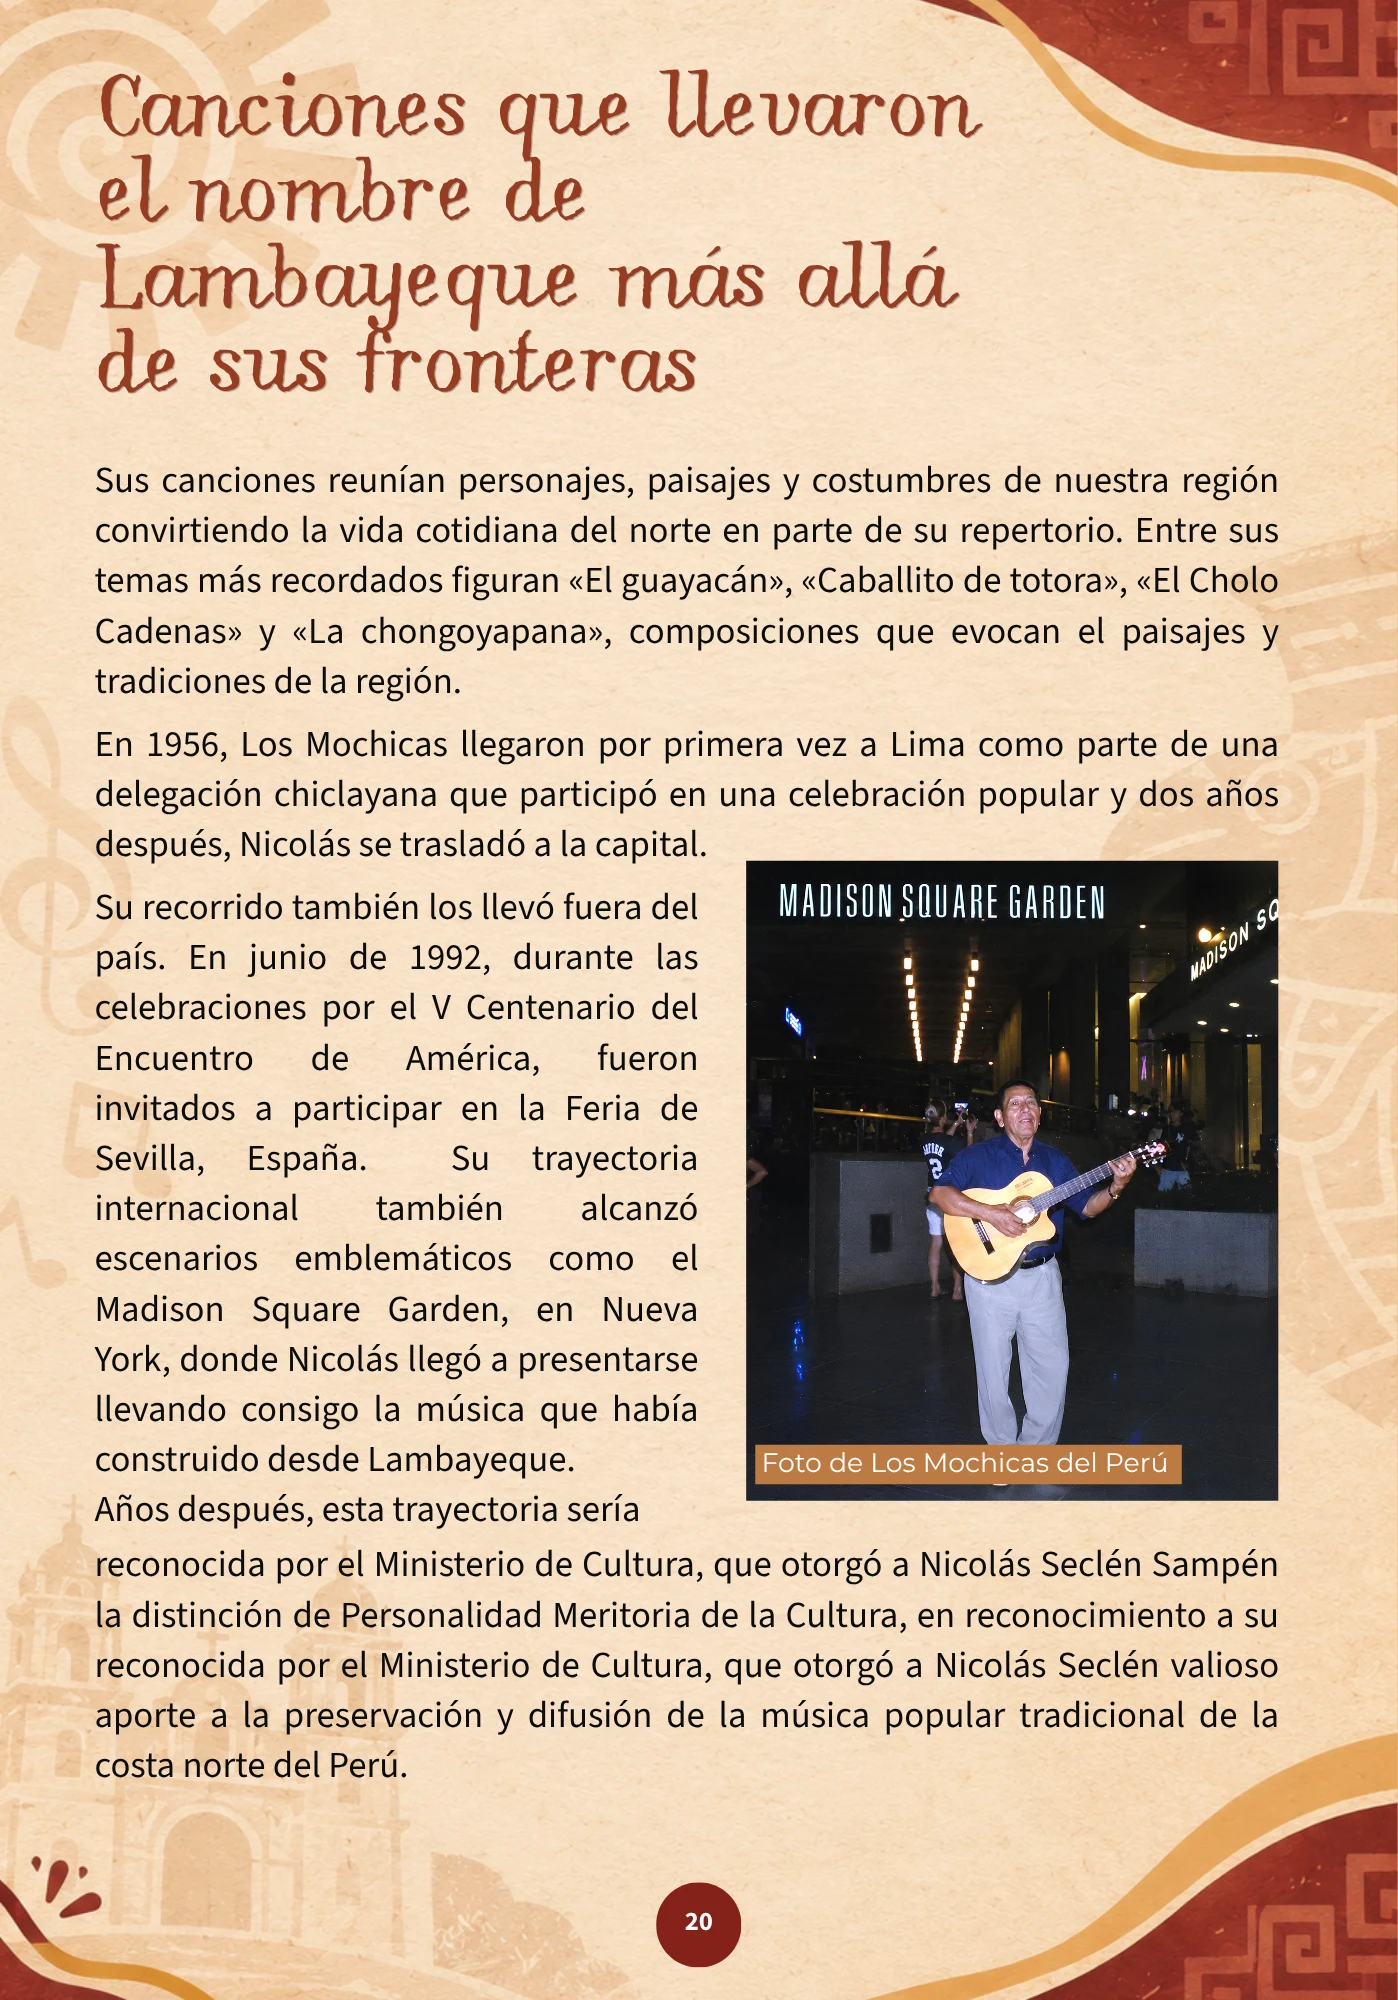 Canciones que llevaron
el nombre de
Lambayeque más allá
de sus fronteras
Sus canciones reunían personajes, paisajes y costumbres de nuestra región
convirtiendo la vida cotidiana del norte en parte de su repertorio. Entre sus
temas más recordados figuran «El guayacán», «Caballito de totora», «El Cholo
Cadenas» y «La chongoyapana», composiciones que evocan el paisajes y
tradiciones de la región.
En 1956, Los Mochicas llegaron por primera vez a Lima como parte de una
delegación chiclayana que participó en una celebración popular y dos años
después, Nicolás se trasladó a la capital.
Su recorrido también los llevó fuera del
país. En junio de 1992, durante las
celebraciones por el V Centenario del
Encuentro de América, fueron
invitados a participar en la Feria de
Sevilla, España. Su trayectoria
internacional también alcanzó
escenarios emblemáticos como el
Madison Square Garden, en Nueva
York, donde Nicolás llegó a presentarse
llevando consigo la música que había
construido desde Lambayeque.
Años después, esta trayectoria sería
MADISON SQUARE GARDEN
MADISON SQ
2
Foto de Los Mochicas del Perú
reconocida por el Ministerio de Cultura, que otorgó a Nicolás Seclén Sampén
la distinción de Personalidad Meritoria de la Cultura, en reconocimiento a su
reconocida por el Ministerio de Cultura, que otorgó a Nicolás Seclén valioso
aporte a la preservación y difusión de la música popular tradicional de la
costa norte del Perú.
20